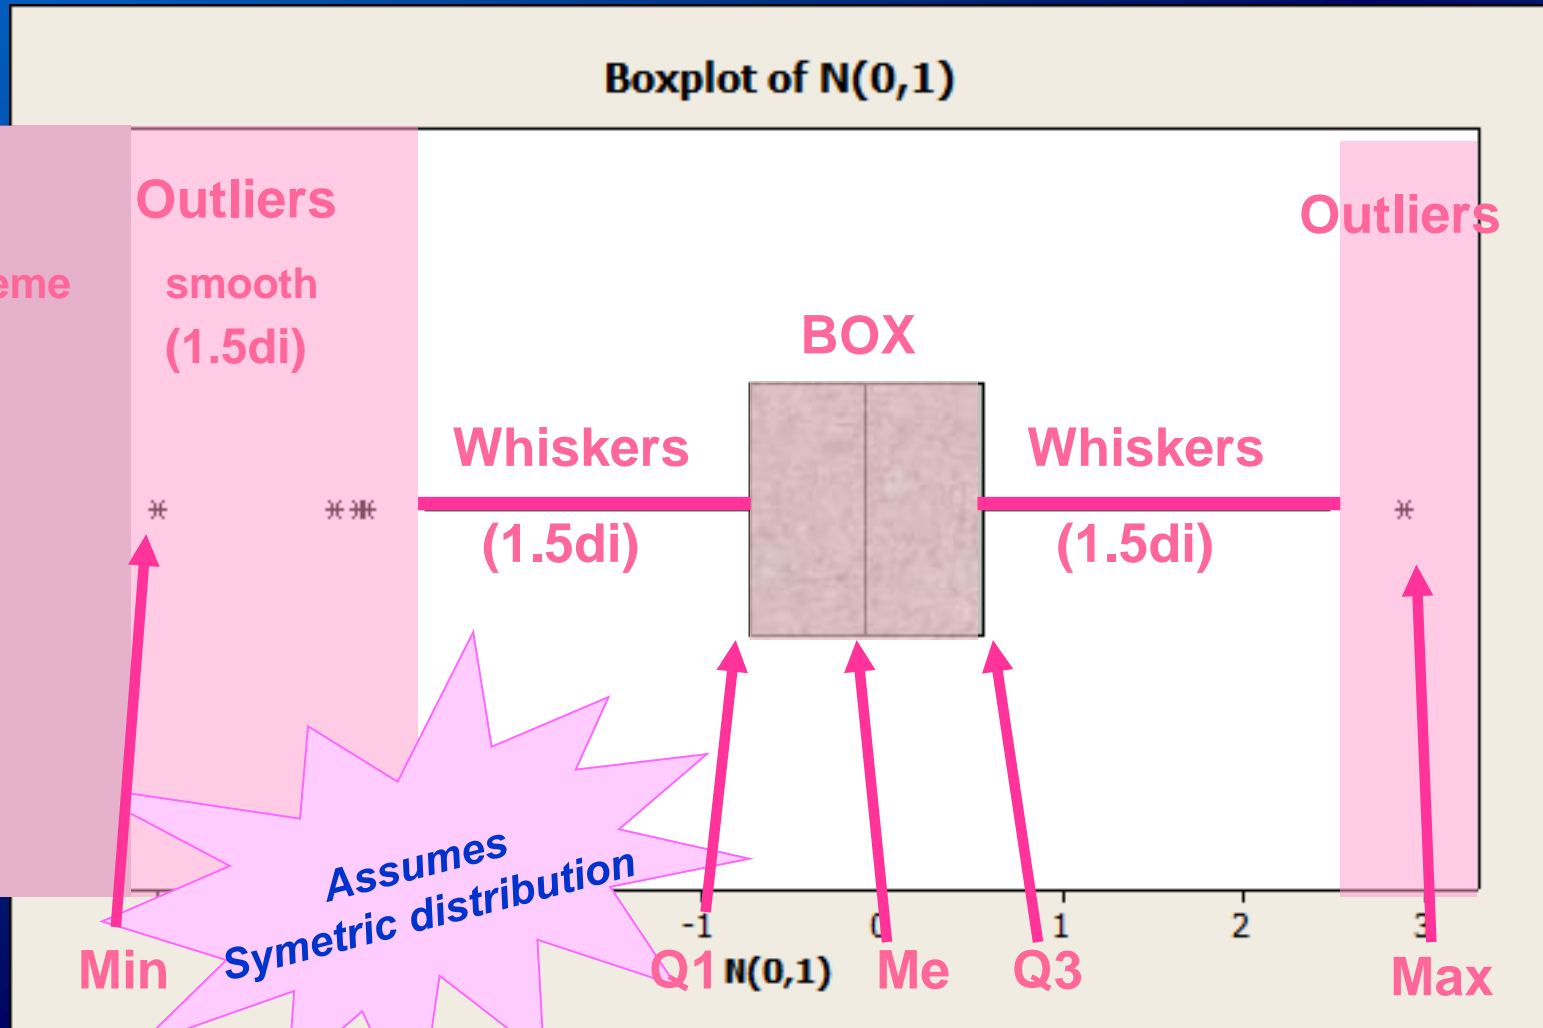 Boxplot of N(0,1)
Outliers
Outliers
eme
smooth
(1.5di)
BOX
Whiskers
Whiskers
(1.5di)
(1.5di)
Assumes
Symetric distribution
-1
0
1
2
3
Min
Q1
N(0,1)
Me
Q3
Max